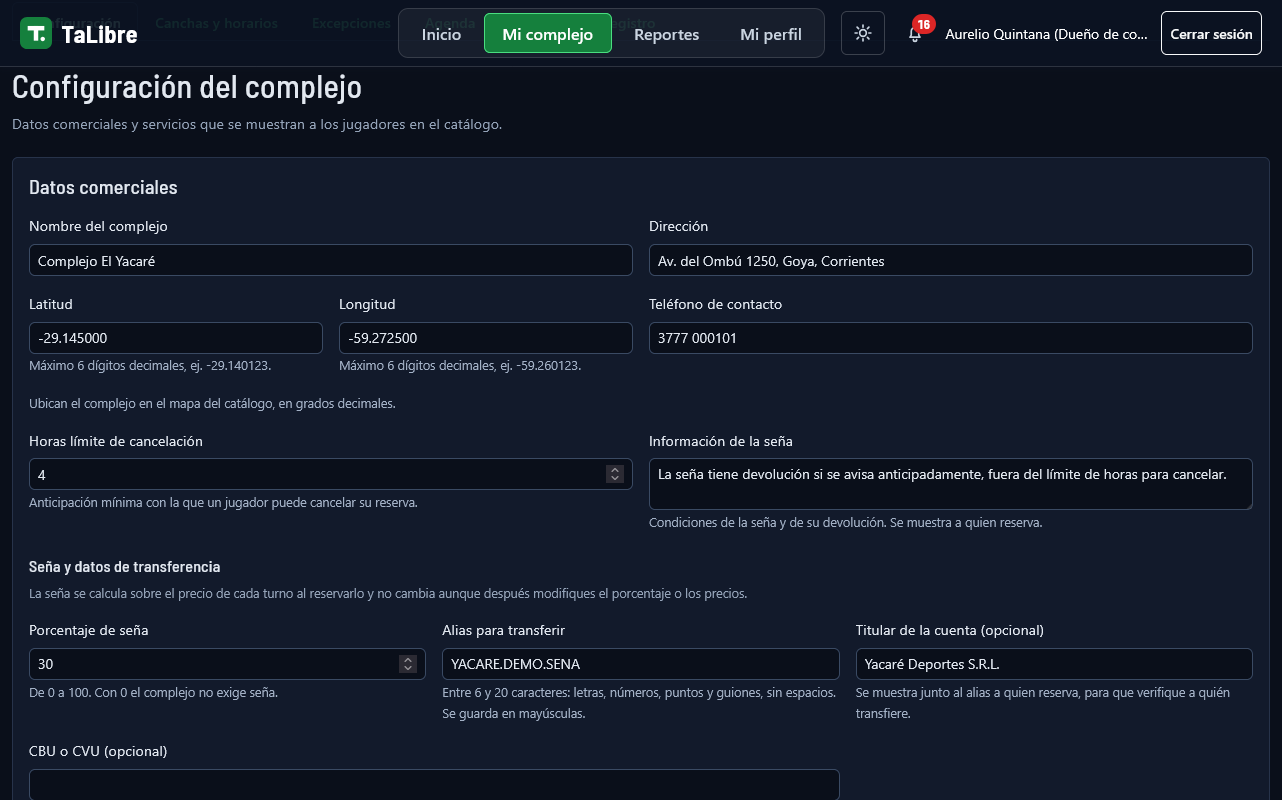 Configuración Canchas y horarios Excepciones Agenda Registro
T. TaLibre
Inicio Mi complejo Reportes Mi perfil
16
Aurelio Quintana (Dueño de co...
Cerrar sesión
Configuración del complejo
Datos comerciales y servicios que se muestran a los jugadores en el catálogo.
Datos comerciales
Nombre del complejo
Complejo El Yacaré
Dirección
Av. del Ombú 1250, Goya, Corrientes
Latitud
-29.145000
Máximo 6 dígitos decimales, ej. -29.140123.
Longitud
-59.272500
Máximo 6 dígitos decimales, ej. -59.260123.
Teléfono de contacto
3777 000101
Ubican el complejo en el mapa del catálogo, en grados decimales.
Horas límite de cancelación
4
Anticipación mínima con la que un jugador puede cancelar su reserva.
Información de la seña
La seña tiene devolución si se avisa anticipadamente, fuera del límite de horas para cancelar.
Condiciones de la seña y de su devolución. Se muestra a quien reserva.
Seña y datos de transferencia
La seña se calcula sobre el precio de cada turno al reservarlo y no cambia aunque después modifiques el porcentaje o los precios.
Porcentaje de seña
30
De 0 a 100. Con 0 el complejo no exige seña.
Alias para transferir
YACARE.DEMO.SENA
Entre 6 y 20 caracteres: letras, números, puntos y guiones, sin espacios.
Se guarda en mayúsculas.
Titular de la cuenta (opcional)
Yacaré Deportes S.R.L.
Se muestra junto al alias a quien reserva, para que verifique a quién
transfiere.
CBU o CVU (opcional)